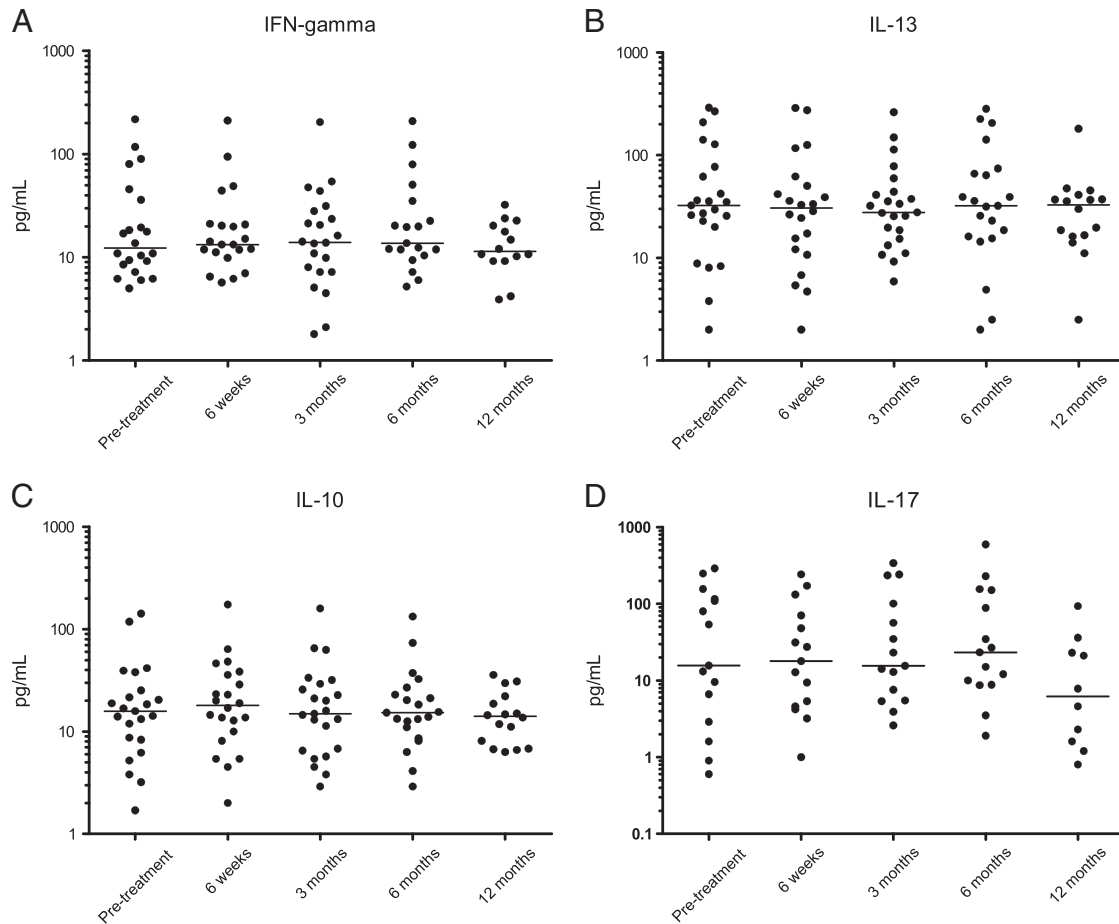 A
IFN-gamma
1000
100
10
1
pg/mL
Pre-treatment
6 weeks
3 months
6 months
12 months
B
IL-13
1000
100
10
1
pg/mL
Pre-treatment
6 weeks
3 months
6 months
12 months
C
IL-10
1000
100
10
1
pg/mL
Pre-treatment
6 weeks
3 months
6 months
12 months
D
IL-17
1000
100
10
1
0.1
pg/mL
Pre-treatment
6 weeks
3 months
6 months
12 months